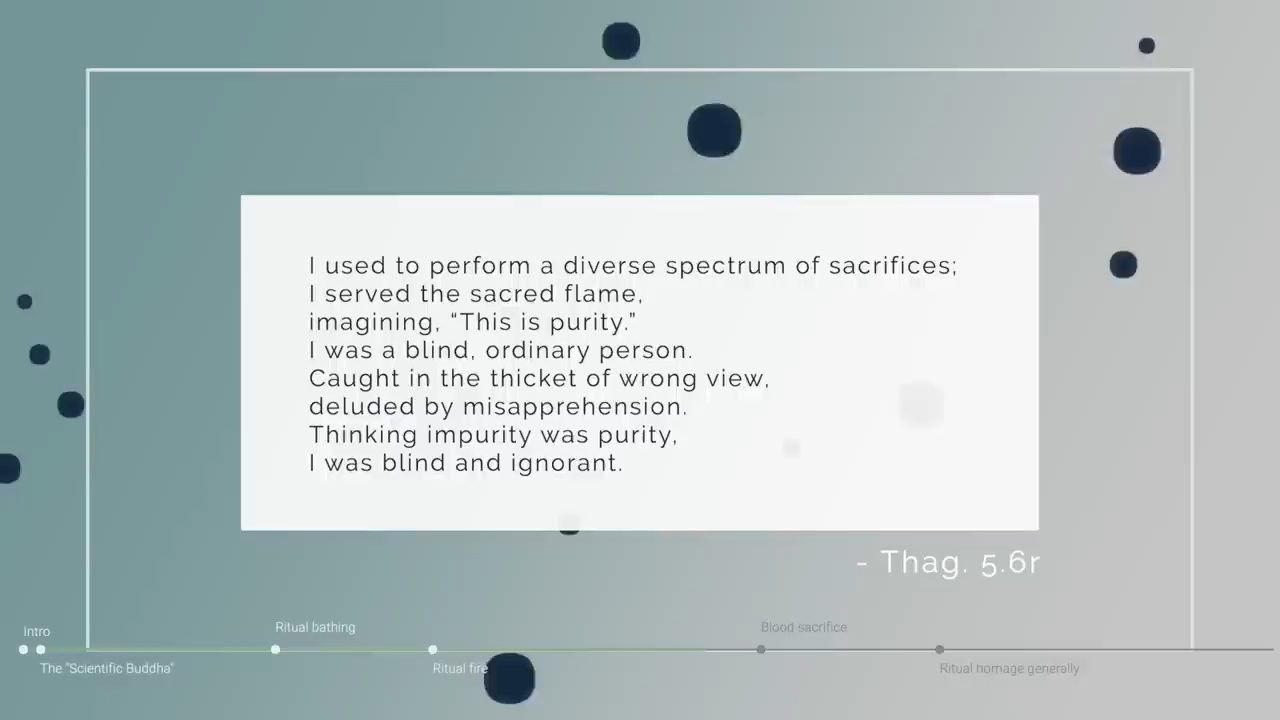 I used to perform a diverse spectrum of sacrifices;
I served the sacred flame,
imagining, “This is purity.”
I was a blind, ordinary person.
Caught in the thicket of wrong view,
deluded by misapprehension.
Thinking impurity was purity,
I was blind and ignorant.
- Thag. 5.6r
Intro
The "Scientific Buddha"
Ritual bathing
Ritual fire
Blood sacrifice
Ritual homage generally